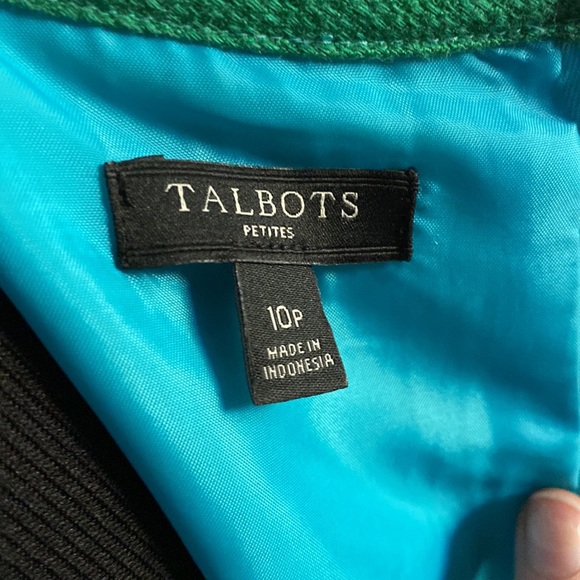 TALBOTS
PETITES
10P
MADE IN
INDONESIA